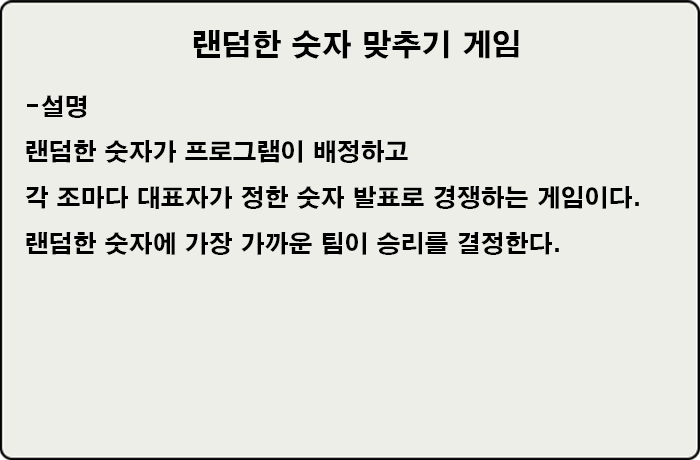 랜덤한 숫자 맞추기 게임
-설명
랜덤한 숫자가 프로그램이 배정하고
각 조마다 대표자가 정한 숫자 발표로 경쟁하는 게임이다.
랜덤한 숫자에 가장 가까운 팀이 승리를 결정한다.